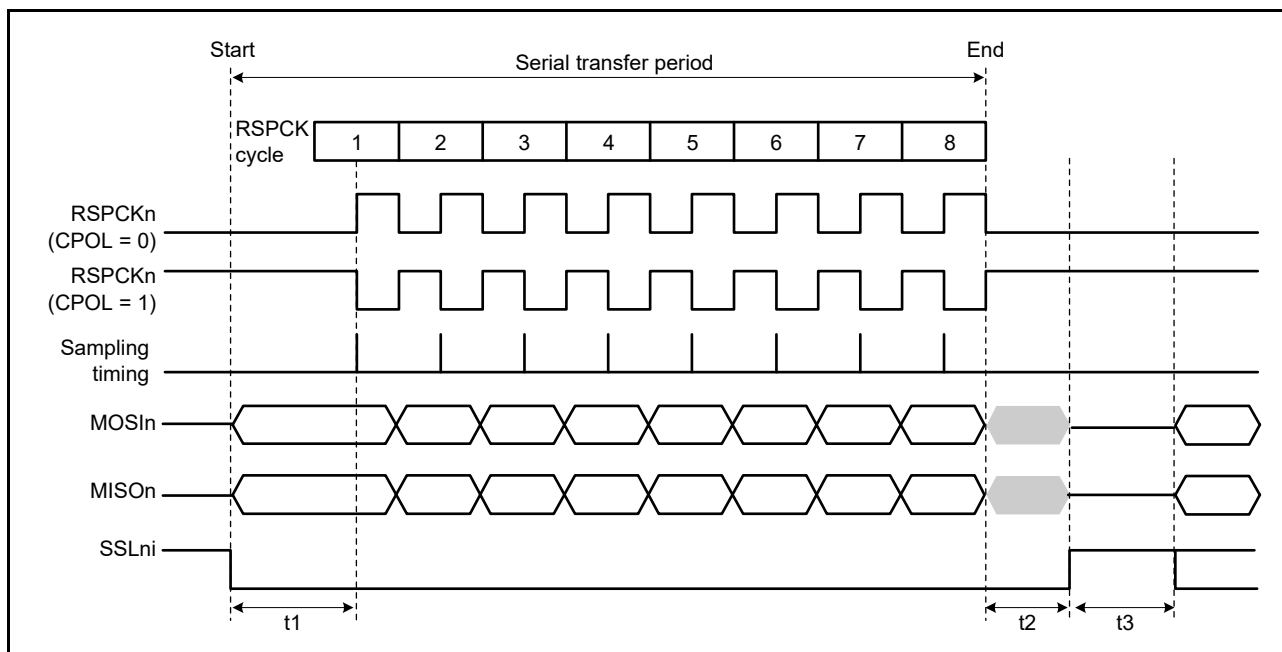 Start
End
Serial transfer period
RSPCK
cycle
1 2 3 4 5 6 7 8
RSPCKn
(CPOL = 0)
RSPCKn
(CPOL = 1)
Sampling
timing
MOSIn
MISOn
SSLni
t1
t2
t3